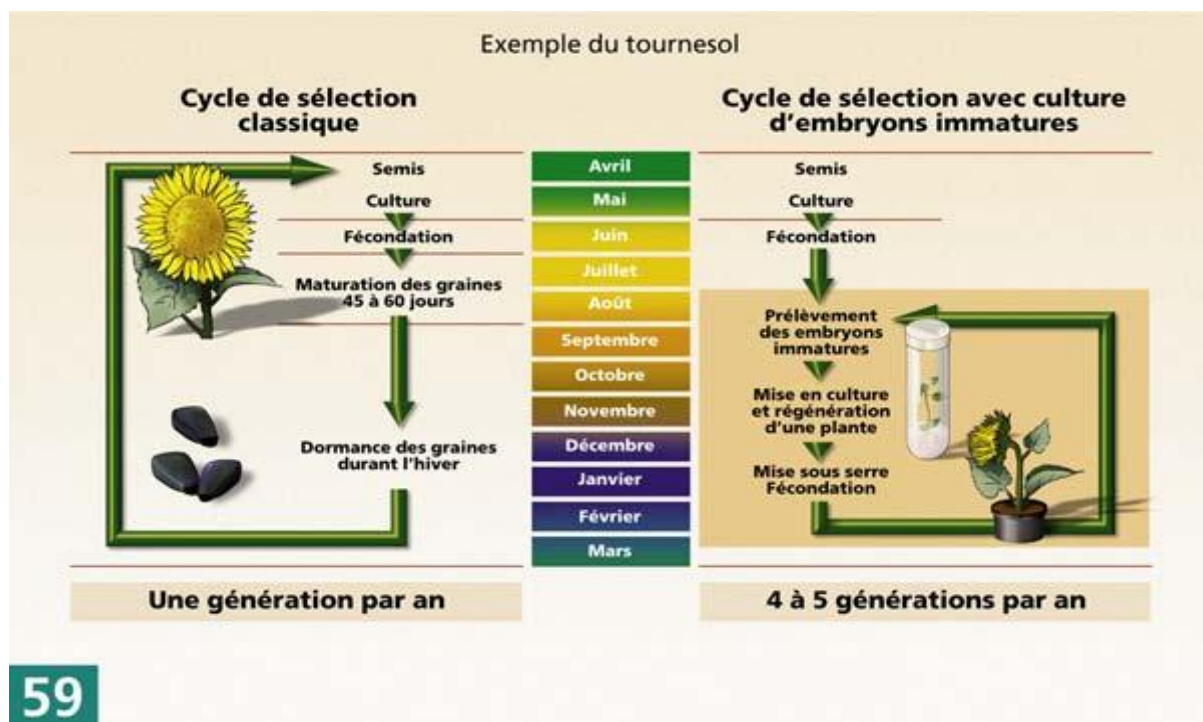 Exemple du tournesol
Cycle de sélection
classique
Semis
Culture
Fécondation
Maturation des graines
45 à 60 jours
Dormance des graines
durant l'hiver
Une génération par an
Avril
Mai
Juin
Juillet
Août
Septembre
Octobre
Novembre
Décembre
Janvier
Février
Mars
Cycle de sélection avec culture
d'embryons immatures
Semis
Culture
Fécondation
Prélèvement
des embryons
immatures
Mise en culture
et régénération
d'une plante
Mise sous serre
Fécondation
4 à 5 générations par an
59